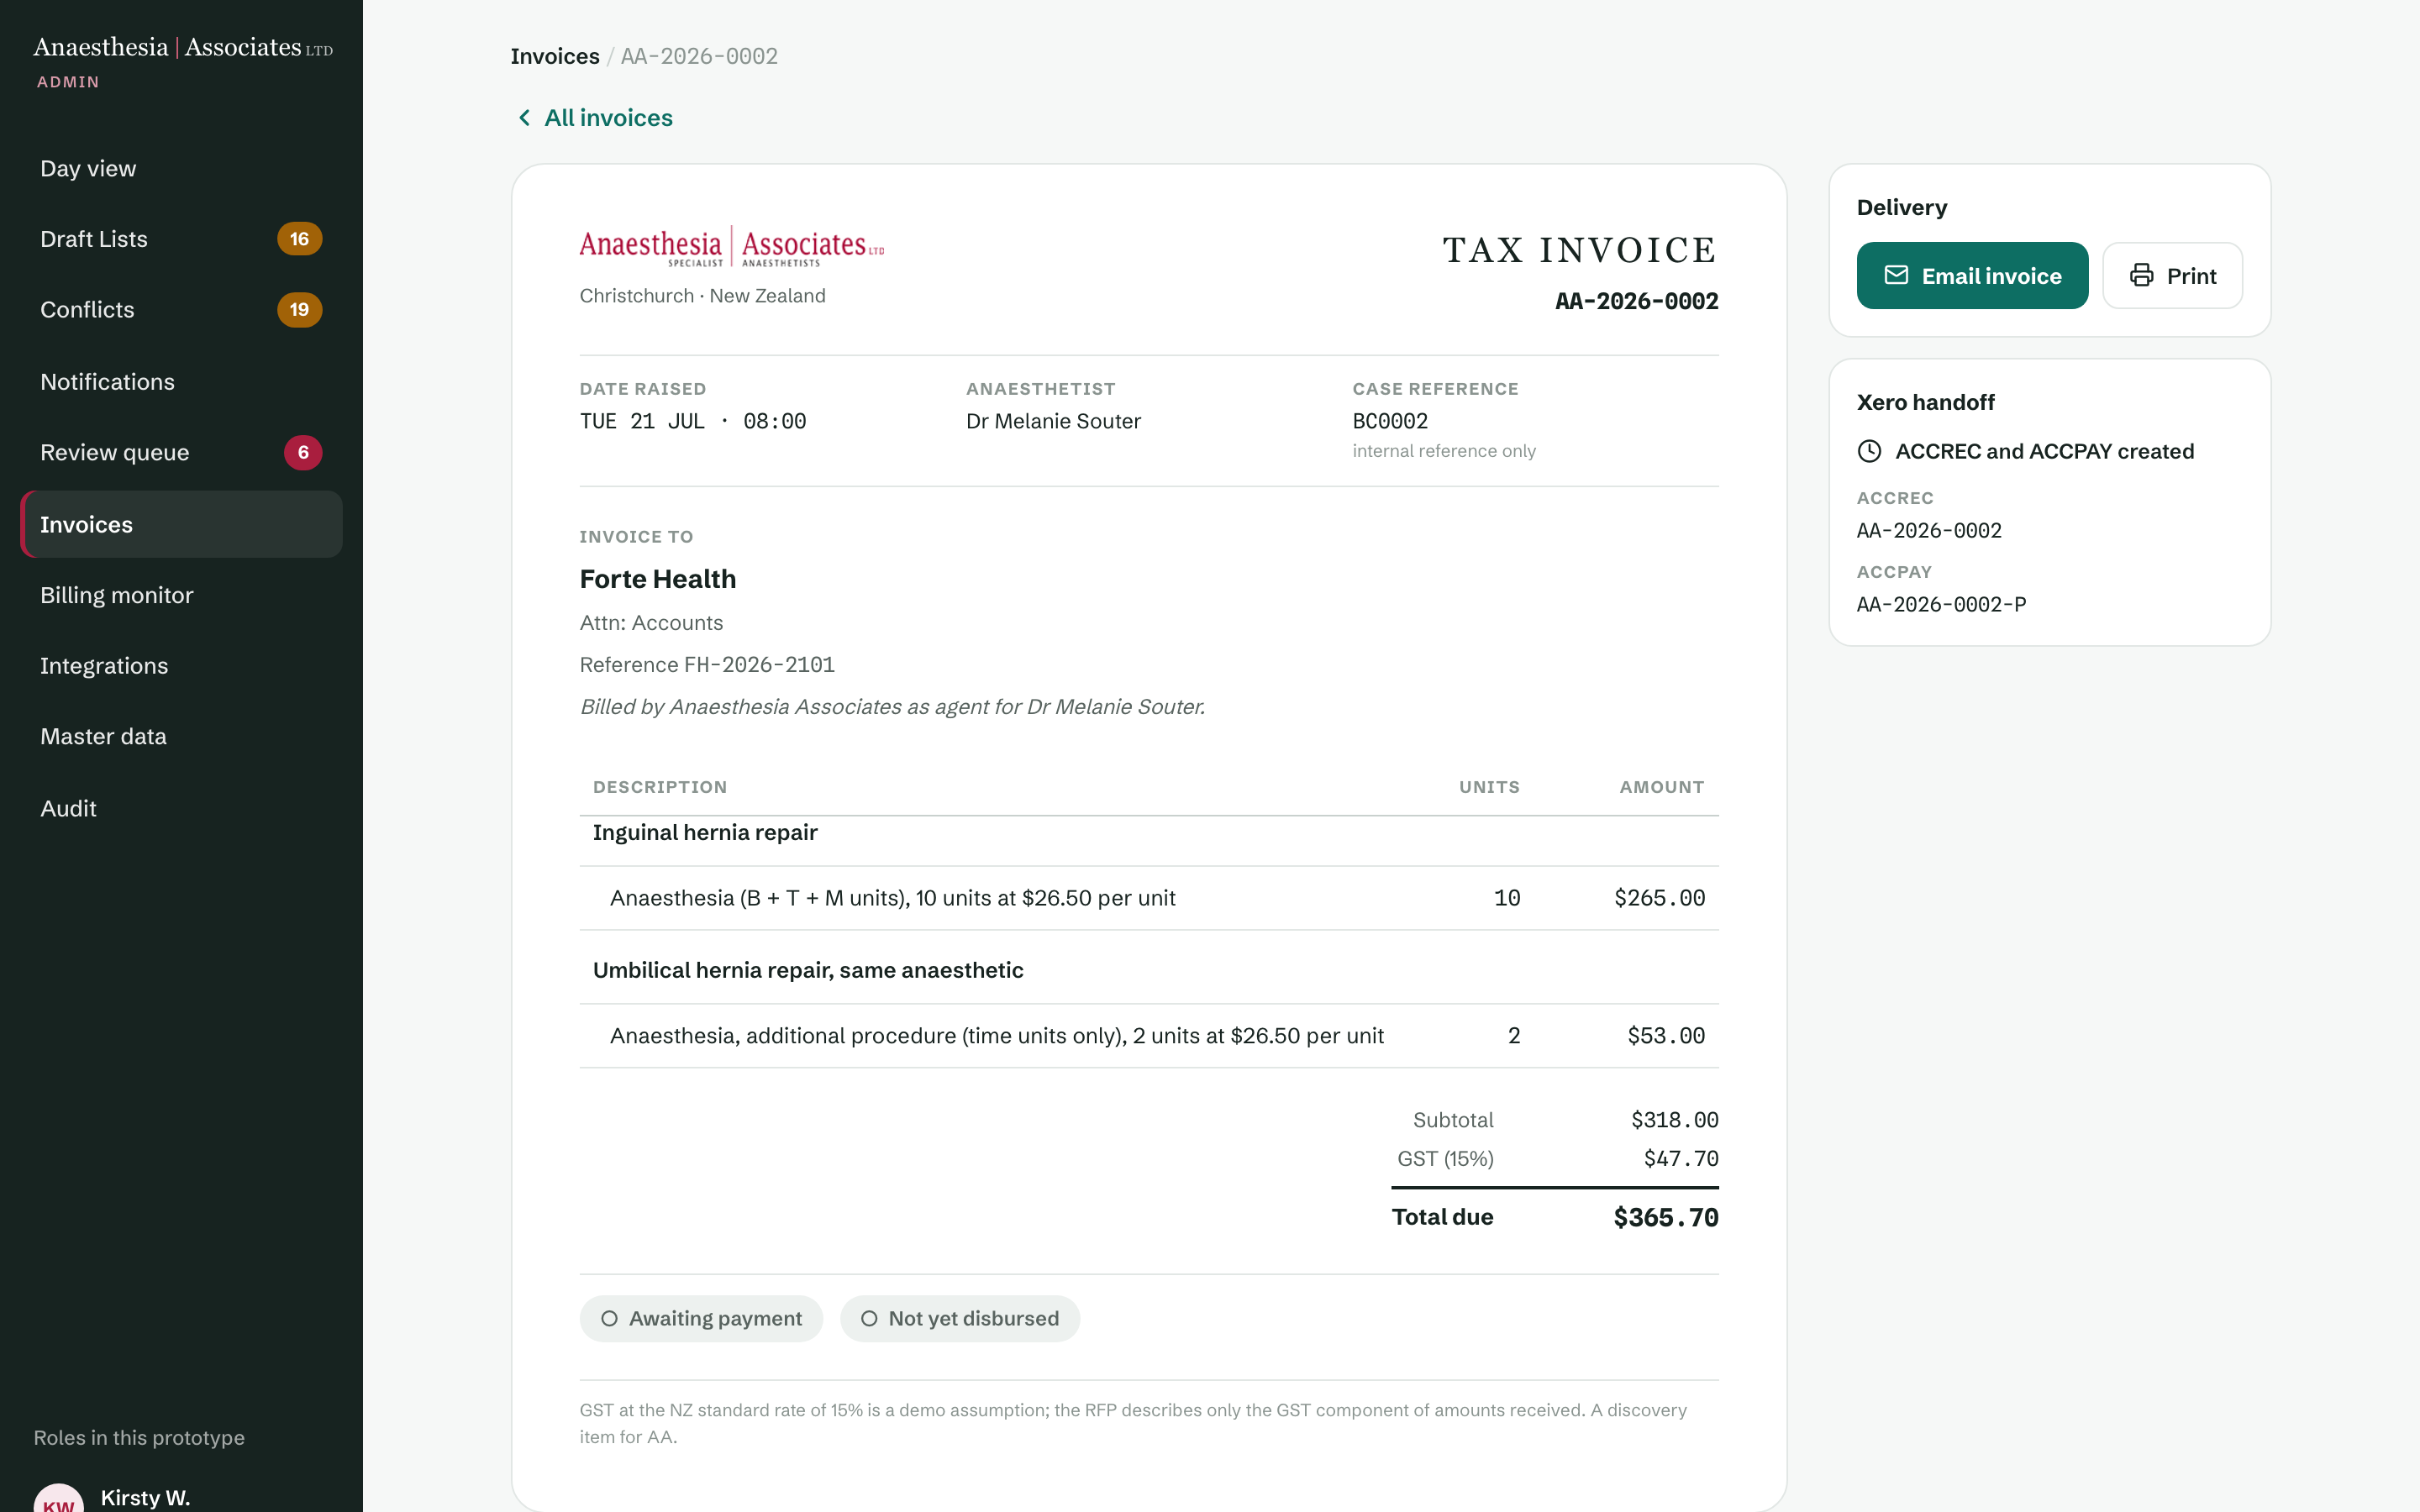 Anaesthesia | Associates LTD
ADMIN
Day view
Draft Lists 16
Conflicts 19
Notifications
Review queue 6
Invoices
Billing monitor
Integrations
Master data
Audit
Roles in this prototype
KW Kirsty W.
Invoices / AA-2026-0002
All invoices
Anaesthesia | Associates LTD
SPECIALIST ANAESTHETISTS
Christchurch · New Zealand
TAX INVOICE
AA-2026-0002
DATE RAISED
TUE 21 JUL · 08:00
ANAESTHETIST
Dr Melanie Souter
CASE REFERENCE
BC0002
internal reference only
INVOICE TO
Forte Health
Attn: Accounts
Reference FH-2026-2101
Billed by Anaesthesia Associates as agent for Dr Melanie Souter.
DESCRIPTION UNITS AMOUNT
Inguinal hernia repair
Anaesthesia (B + T + M units), 10 units at $26.50 per unit 10 $265.00
Umbilical hernia repair, same anaesthetic
Anaesthesia, additional procedure (time units only), 2 units at $26.50 per unit 2 $53.00
Subtotal $318.00
GST (15%) $47.70
Total due $365.70
Awaiting payment
Not yet disbursed
GST at the NZ standard rate of 15% is a demo assumption; the RFP describes only the GST component of amounts received. A discovery
item for AA.
Delivery
Email invoice
Print
Xero handoff
ACCREC and ACCPAY created
ACCREC
AA-2026-0002
ACCPAY
AA-2026-0002-P